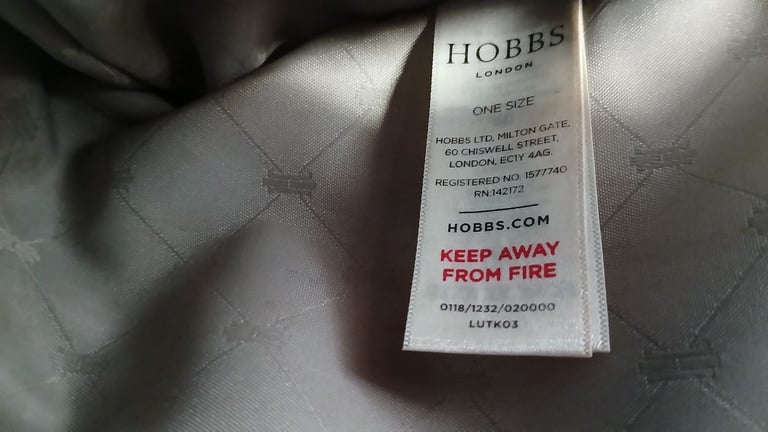 HOBBS
LONDON
ONE SIZE
HOBBS LTD, MILTON GATE,
60 CHISWELL STREET,
LONDON, EC1Y 4AG.
REGISTERED NO. 1577740
RN:142172
HOBBS.COM
KEEP AWAY
FROM FIRE
0118/1232/020000
LUTK03